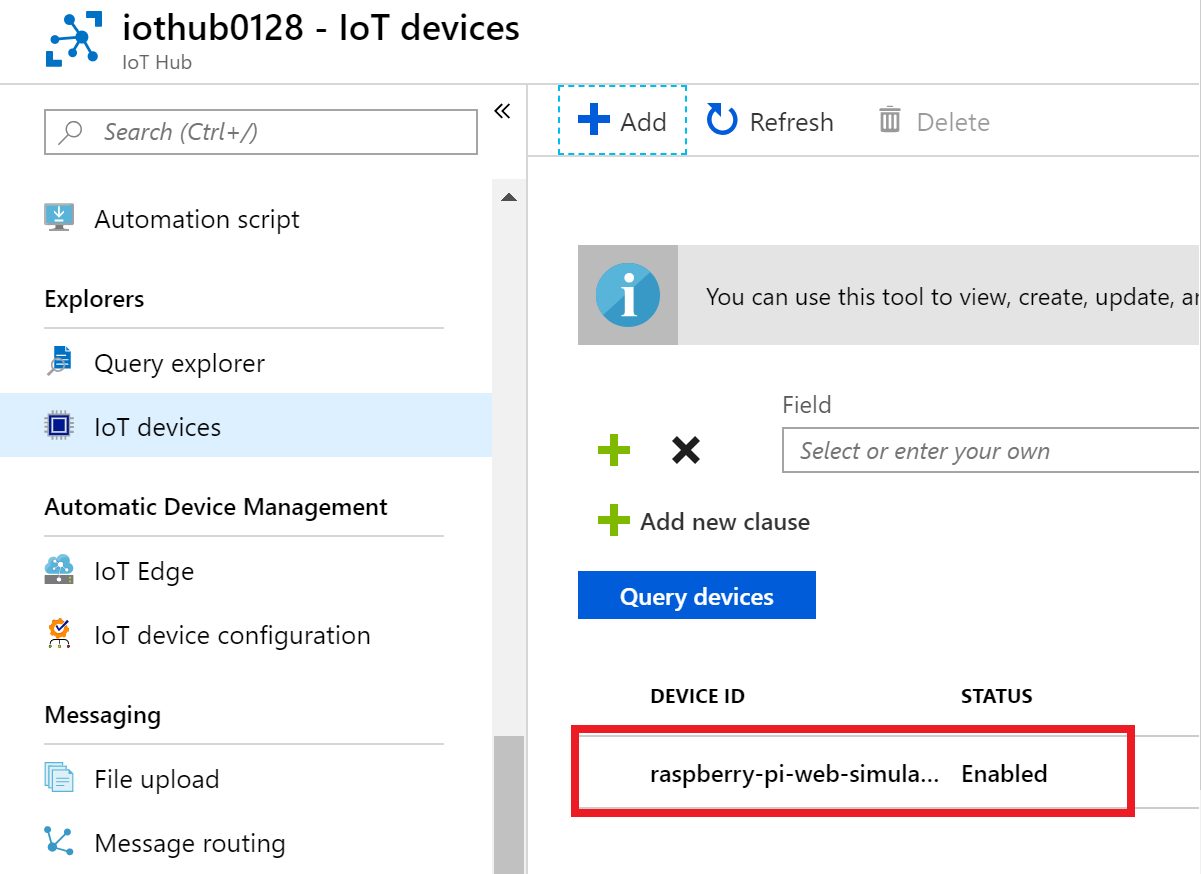 iothub0128 - IoT devices
IoT Hub
Search (Ctrl+/)
Automation script
Explorers
Query explorer
IoT devices
Automatic Device Management
IoT Edge
IoT device configuration
Messaging
File upload
Message routing
Add Refresh Delete
You can use this tool to view, create, update,
Field
Select or enter your own
Add new clause
Query devices
DEVICE ID STATUS
raspberry-pi-web-simula... Enabled